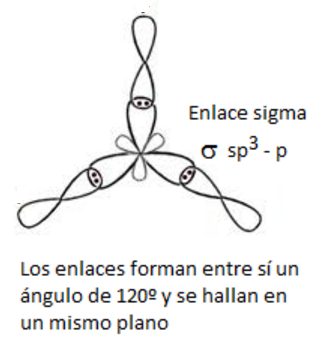 Enlace sigma
σ sp3 - p
Los enlaces forman entre sí un
ángulo de 120º y se hallan en
un mismo plano